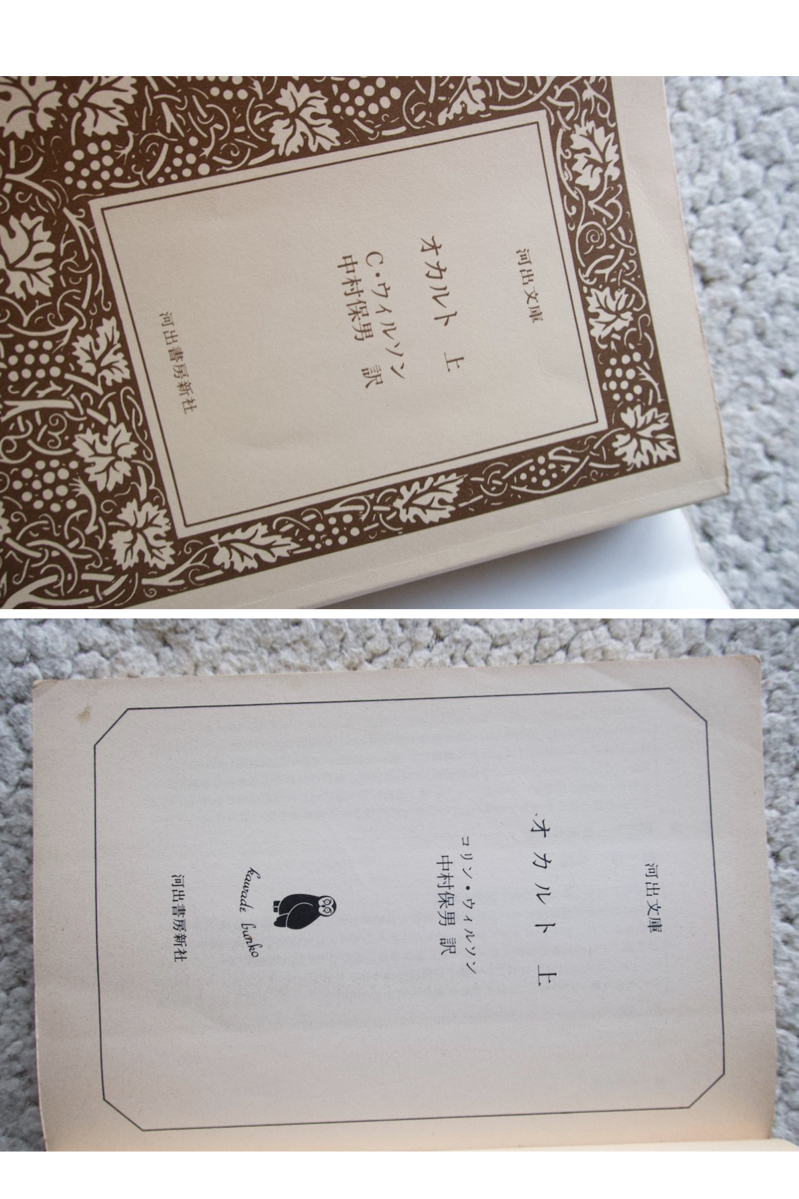 河出文庫
オカルト 上
C・ウィルソン
中村保男 訳
河出書房新社
河出文庫
オカルト 上
コリン・ウィルソン
中村保男 訳
kawade bunko
河出書房新社